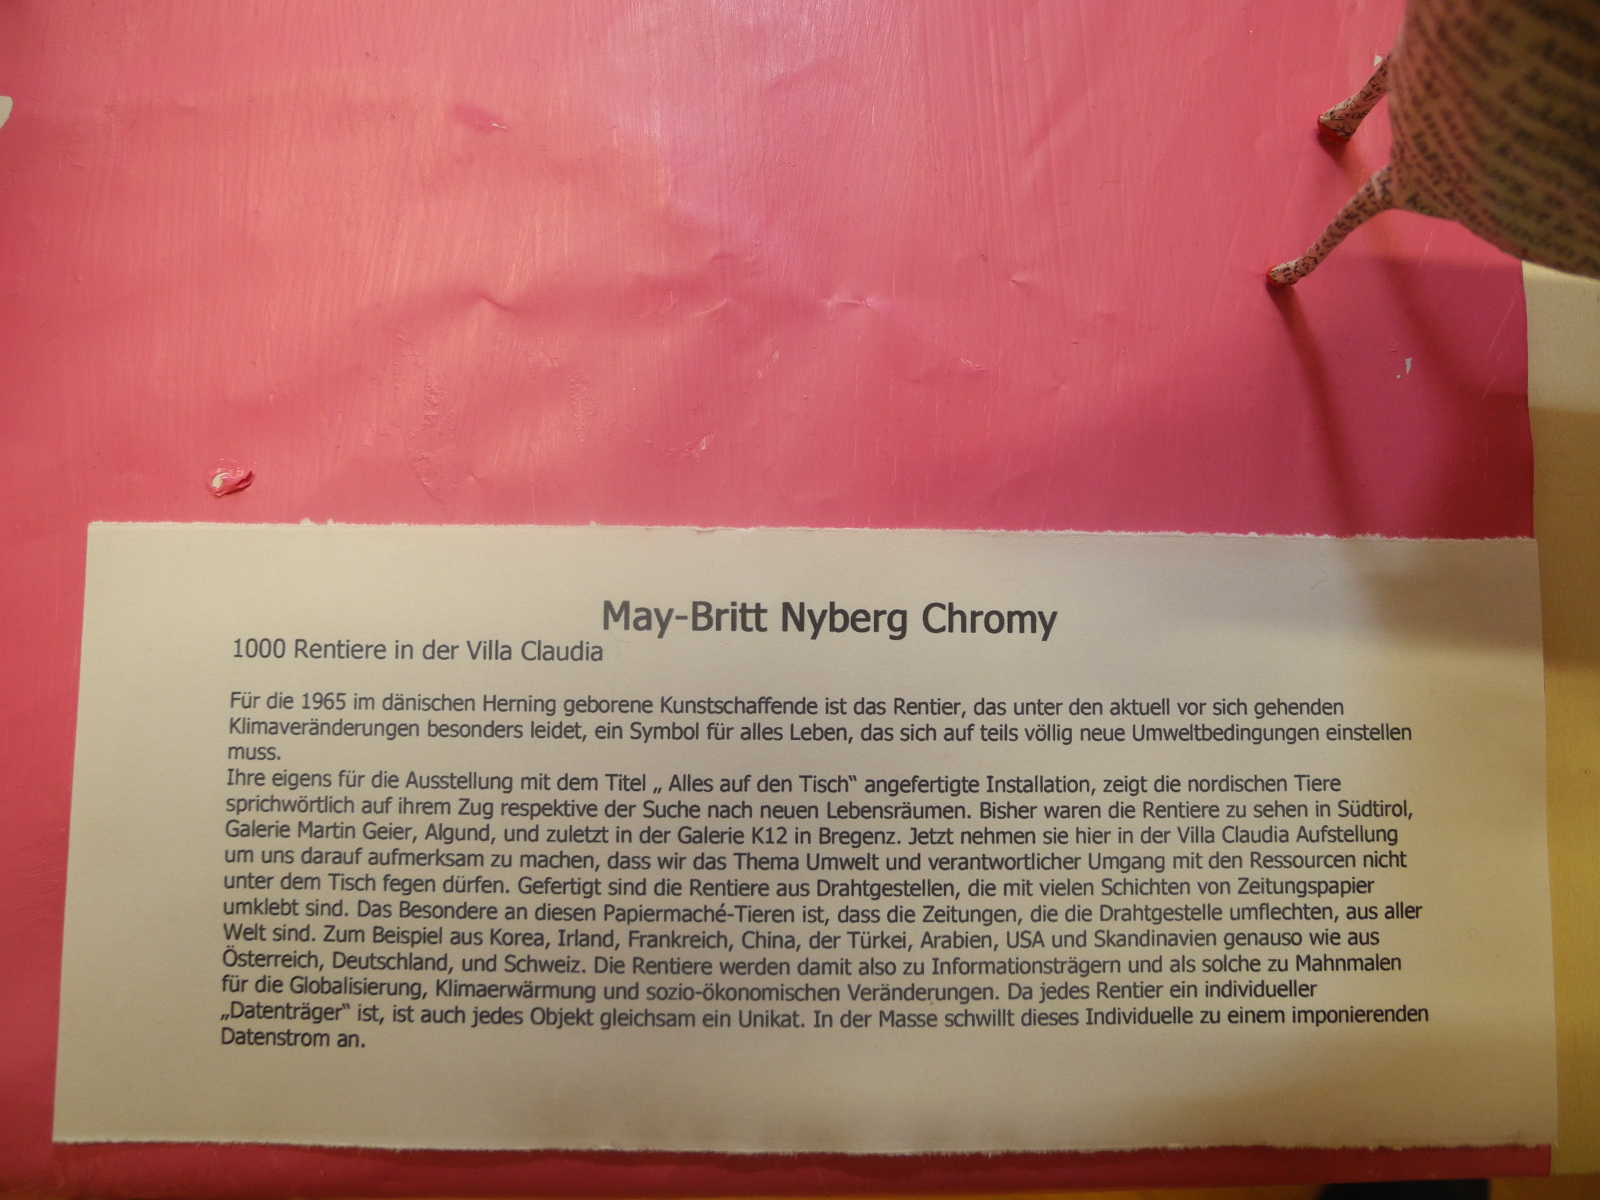 May-Britt Nyberg Chromy
1000 Rentiere in der Villa Claudia
Für die 1965 im dänischen Herning geborene Kunstschaffende ist das Rentier, das unter den aktuell vor sich gehenden
Klimaveränderungen besonders leidet, ein Symbol für alles Leben, das sich auf teils völlig neue Umweltbedingungen einstellen
muss.
Ihre eigens für die Ausstellung mit dem Titel „ Alles auf den Tisch“ angefertigte Installation, zeigt die nordischen Tiere
sprichwörtlich auf ihrem Zug respektive der Suche nach neuen Lebensräumen. Bisher waren die Rentiere zu sehen in Südtirol,
Galerie Martin Geier, Algund, und zuletzt in der Galerie K12 in Bregenz. Jetzt nehmen sie hier in der Villa Claudia Aufstellung
um uns darauf aufmerksam zu machen, dass wir das Thema Umwelt und verantwortlicher Umgang mit den Ressourcen nicht
unter dem Tisch fegen dürfen. Gefertigt sind die Rentiere aus Drahtgestellen, die mit vielen Schichten von Zeitungspapier
umklebt sind. Das Besondere an diesen Papiermaché-Tieren ist, dass die Zeitungen, die die Drahtgestelle umflechten, aus aller
Welt sind. Zum Beispiel aus Korea, Irland, Frankreich, China, der Türkei, Arabien, USA und Skandinavien genauso wie aus
Österreich, Deutschland, und Schweiz. Die Rentiere werden damit also zu Informationsträgern und als solche zu Mahnmalen
für die Globalisierung, Klimaerwärmung und sozio-ökonomischen Veränderungen. Da jedes Rentier ein individueller
„Datenträger“ ist, ist auch jedes Objekt gleichsam ein Unikat. In der Masse schwillt dieses Individuelle zu einem imponierenden
Datenstrom an.